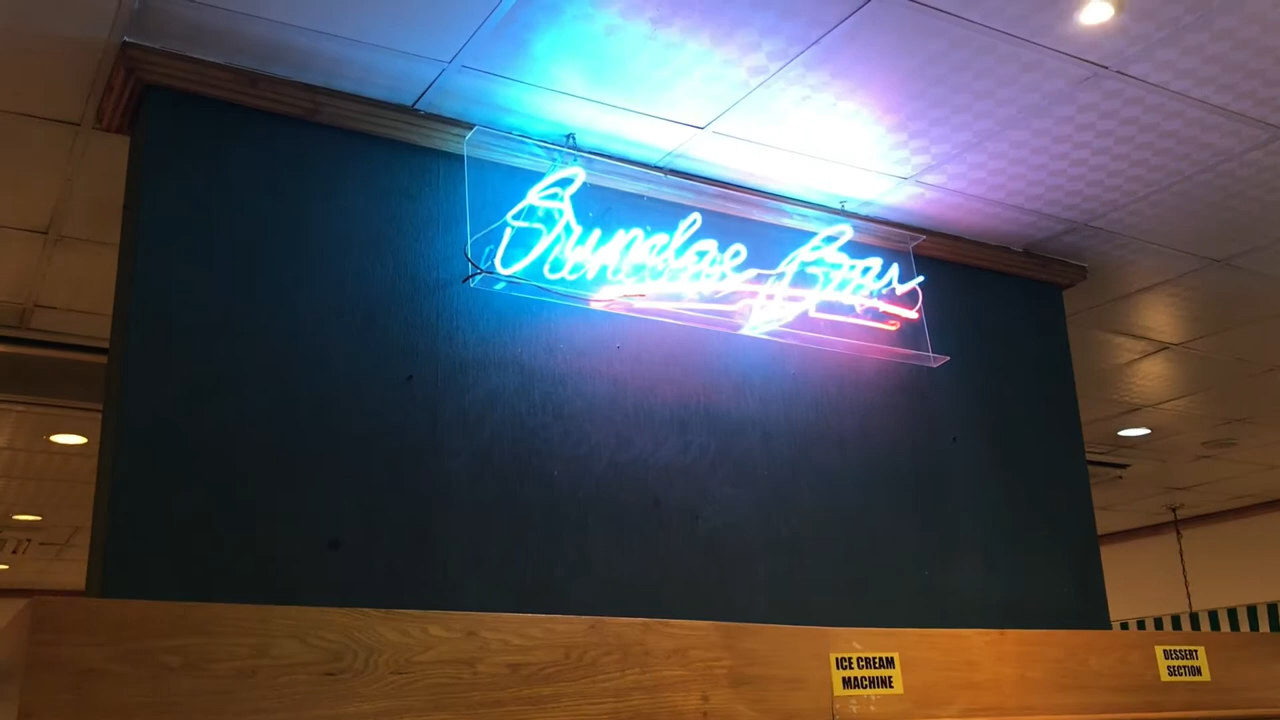 Sundae Bar
ICE CREAM
MACHINE
DESSERT
SECTION